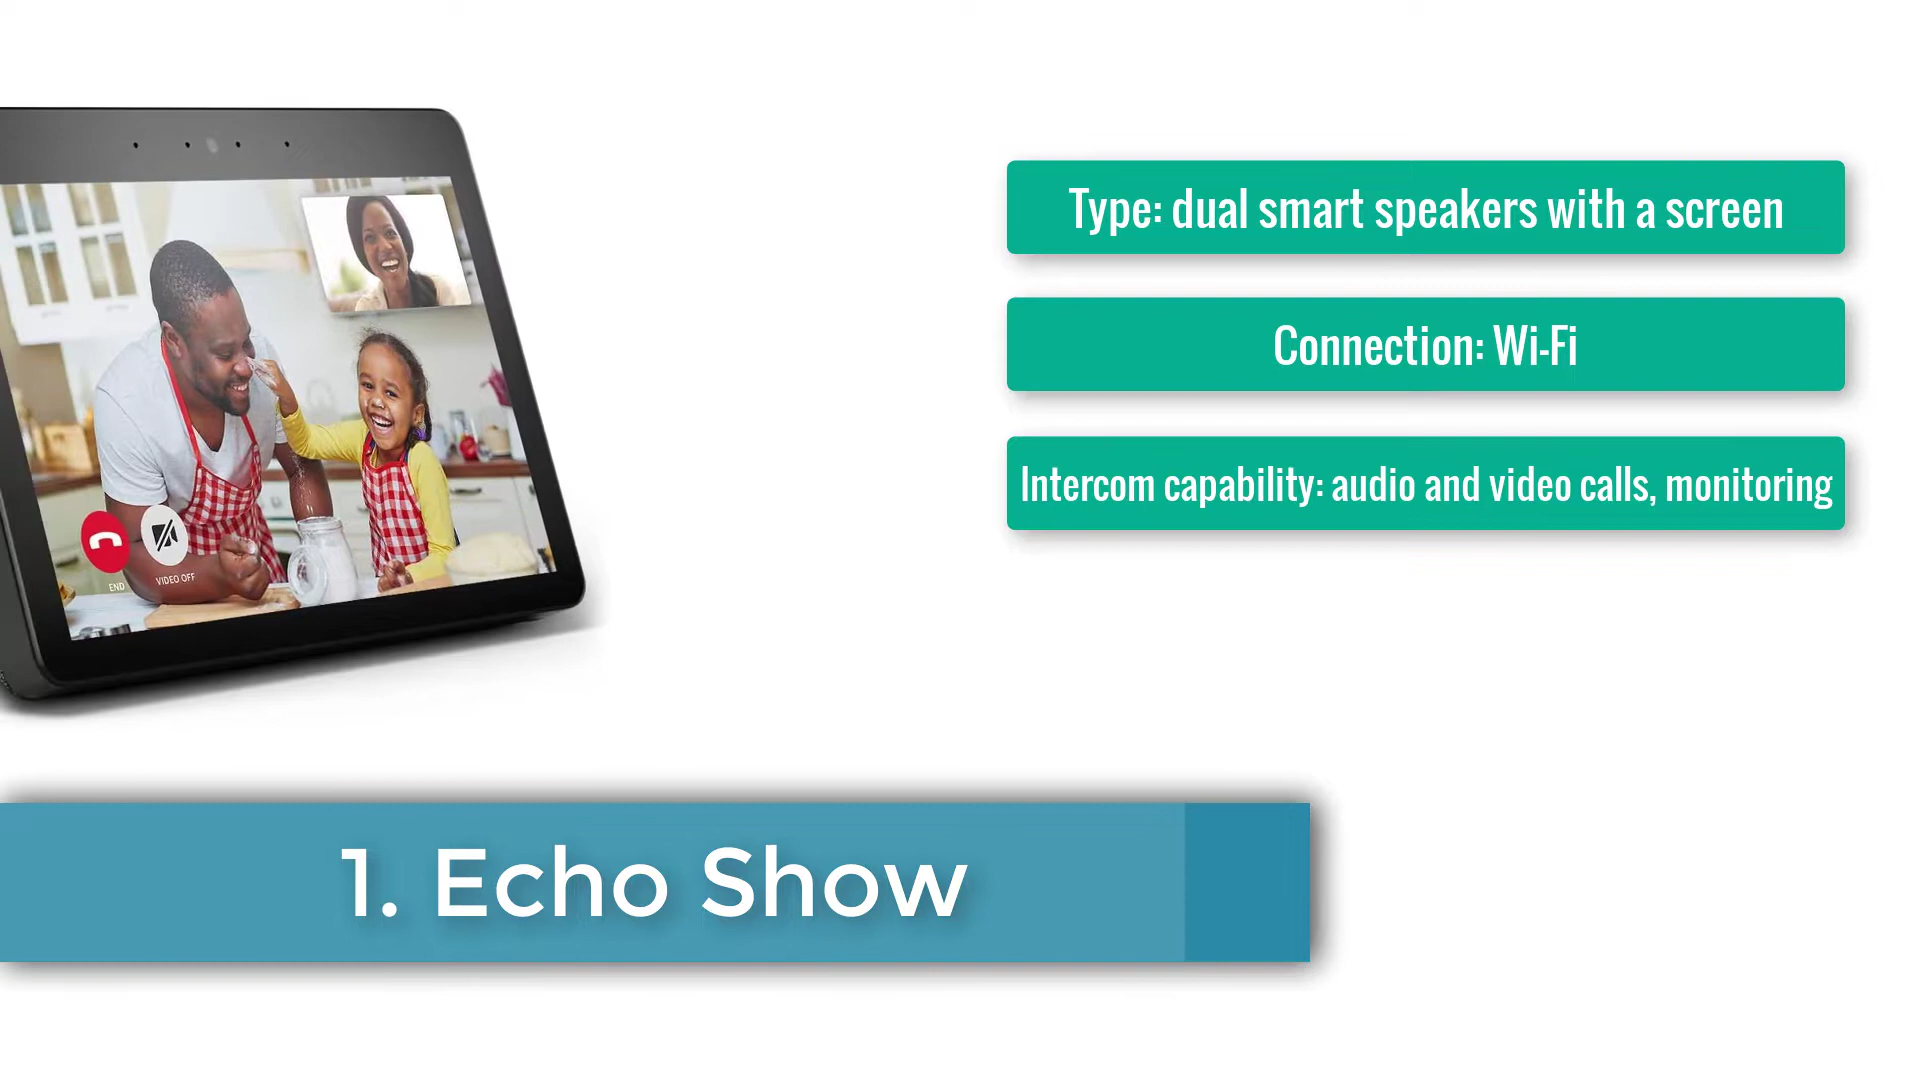 Type: dual smart speakers with a screen
Connection: Wi-Fi
Intercom capability: audio and video calls, monitoring
END
VIDEO OFF
1. Echo Show